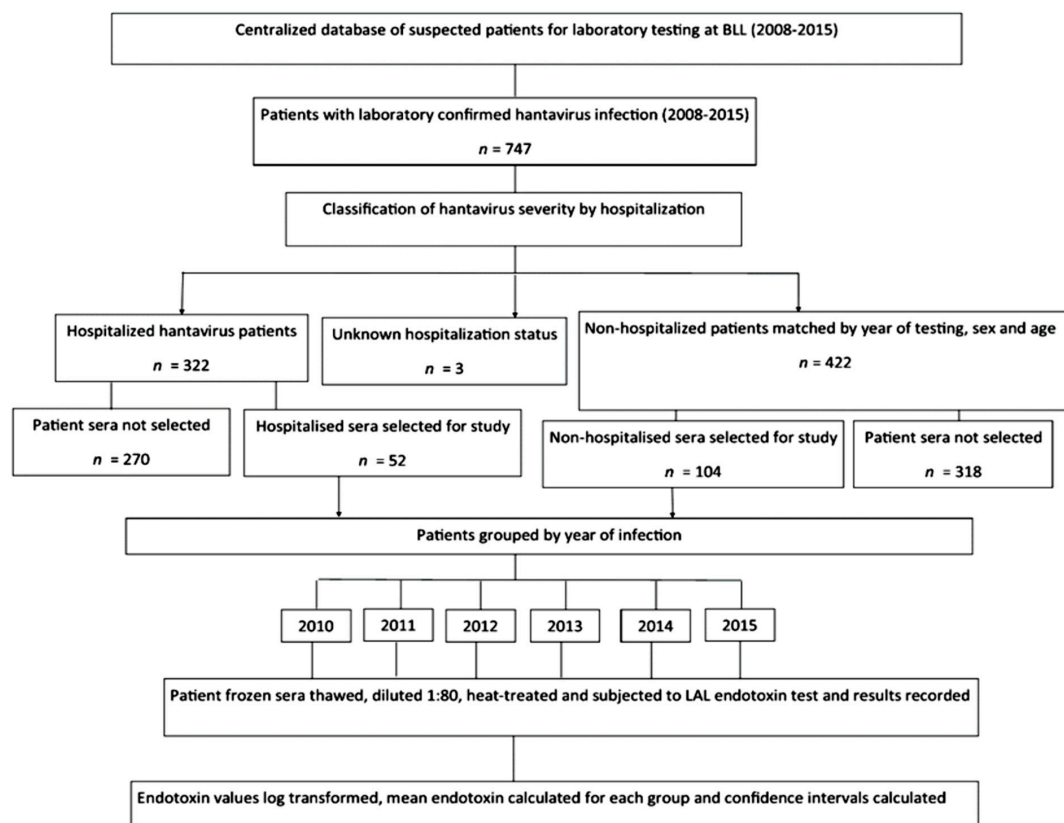 Centralized database of suspected patients for laboratory testing at BLL (2008-2015)
Patients with laboratory confirmed hantavirus infection (2008-2015)
n = 747
Classification of hantavirus severity by hospitalization
Hospitalized hantavirus patients
n = 322
Unknown hospitalization status
n = 3
Non-hospitalized patients matched by year of testing, sex and age
n = 422
Patient sera not selected
n = 270
Hospitalised sera selected for study
n = 52
Non-hospitalised sera selected for study
n = 104
Patient sera not selected
n = 318
Patients grouped by year of infection
2010 2011 2012 2013 2014 2015
Patient frozen sera thawed, diluted 1:80, heat-treated and subjected to LAL endotoxin test and results recorded
Endotoxin values log transformed, mean endotoxin calculated for each group and confidence intervals calculated